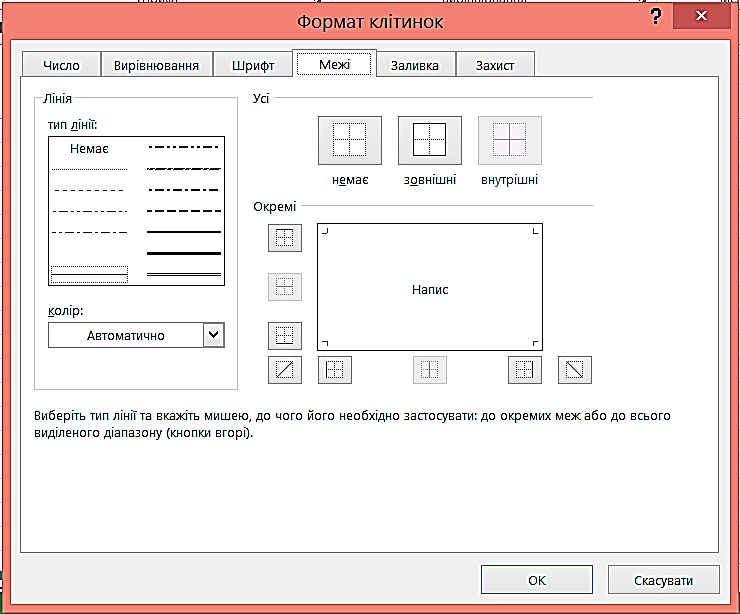 Формат клітинок
?
Число Вирівнювання Шрифт Межі Заливка Захист
Лінія
тип лінії:
Немає
колір:
Автоматично
Усі
немає зовнішні внутрішні
Окремі
Напис
Виберіть тип лінії та вкажіть мишею, до чого його необхідно застосувати: до окремих меж або до всього
виділеного діапазону (кнопки вгорі).
ОК Скасувати